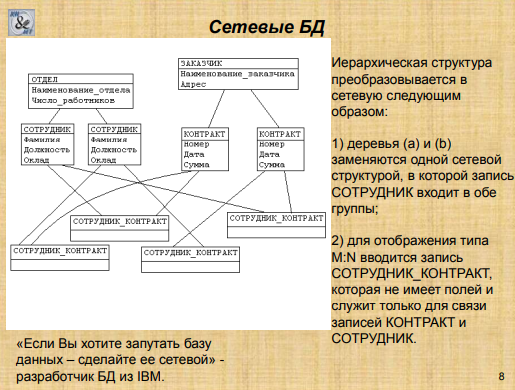 Сетевые БД
ОТДЕЛ
Наименование_отдела
Число_работников
ЗАКАЗЧИК
Наименование_заказчика
Адрес
СОТРУДНИК
Фамилия
Должность
Оклад
СОТРУДНИК
Фамилия
Должность
Оклад
КОНТРАКТ
Номер
Дата
Сумма
КОНТРАКТ
Номер
Дата
Сумма
СОТРУДНИК_КОНТРАКТ
СОТРУДНИК_КОНТРАКТ
СОТРУДНИК_КОНТРАКТ
СОТРУДНИК_КОНТРАКТ
Иерархическая структура
преобразовывается в
сетевую следующим
образом:
1) деревья (a) и (b)
заменяются одной сетевой
структурой, в которой запись
СОТРУДНИК входит в обе
группы;
2) для отображения типа
M:N вводится запись
СОТРУДНИК_КОНТРАКТ,
которая не имеет полей и
служит только для связи
записей КОНТРАКТ и
СОТРУДНИК.
«Если Вы хотите запутать базу
данных – сделайте ее сетевой» -
разработчик БД из IBM.
8